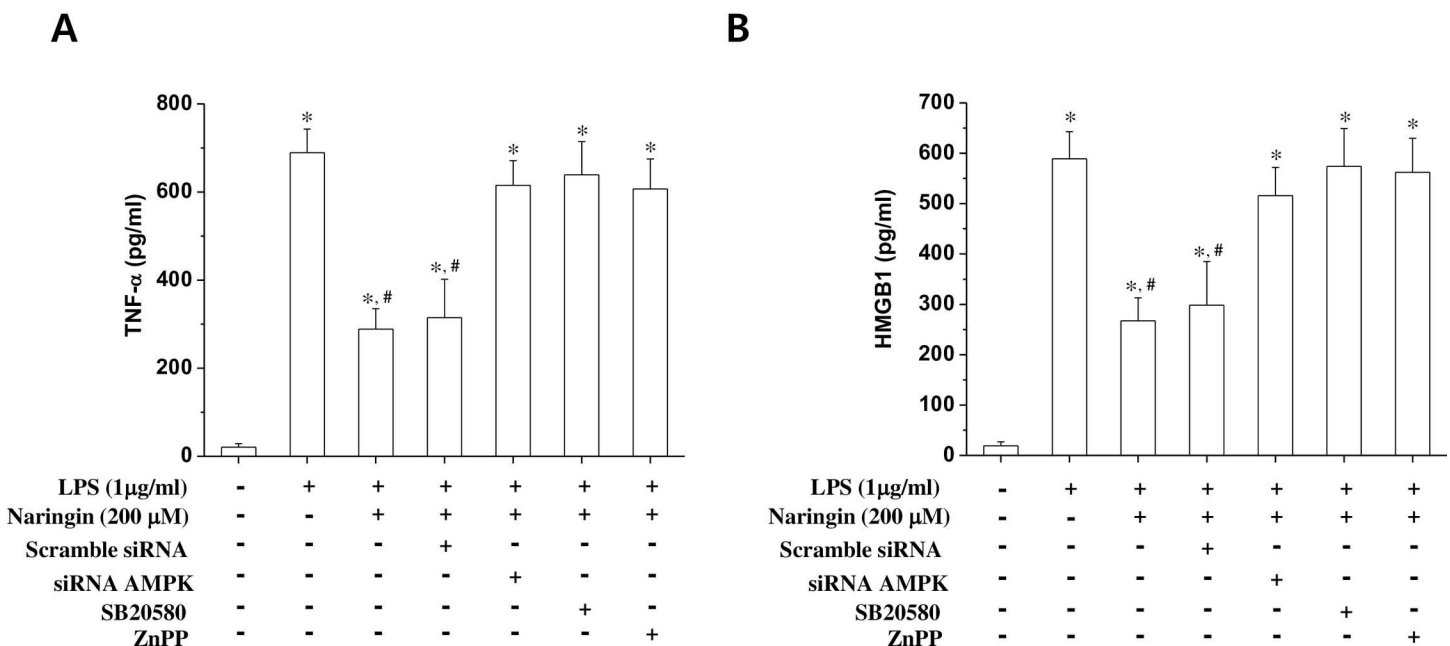 A
TNF-α (pg/ml)
800
600
400
200
0
*
*, #
*, #
*
*
*
LPS (1μg/ml) - + + + + + +
Naringin (200 μM) - - + + + + +
Scramble siRNA - - - + - - -
siRNA AMPK - - - - + - -
SB20580 - - - - - + -
ZnPP - - - - - - +
B
HMGB1 (pg/ml)
700
600
500
400
300
200
100
0
*
*, #
*, #
*
*
*
LPS (1μg/ml) - + + + + + +
Naringin (200 μM) - - + + + + +
Scramble siRNA - - - + - - -
siRNA AMPK - - - - + - -
SB20580 - - - - - + -
ZnPP - - - - - - +